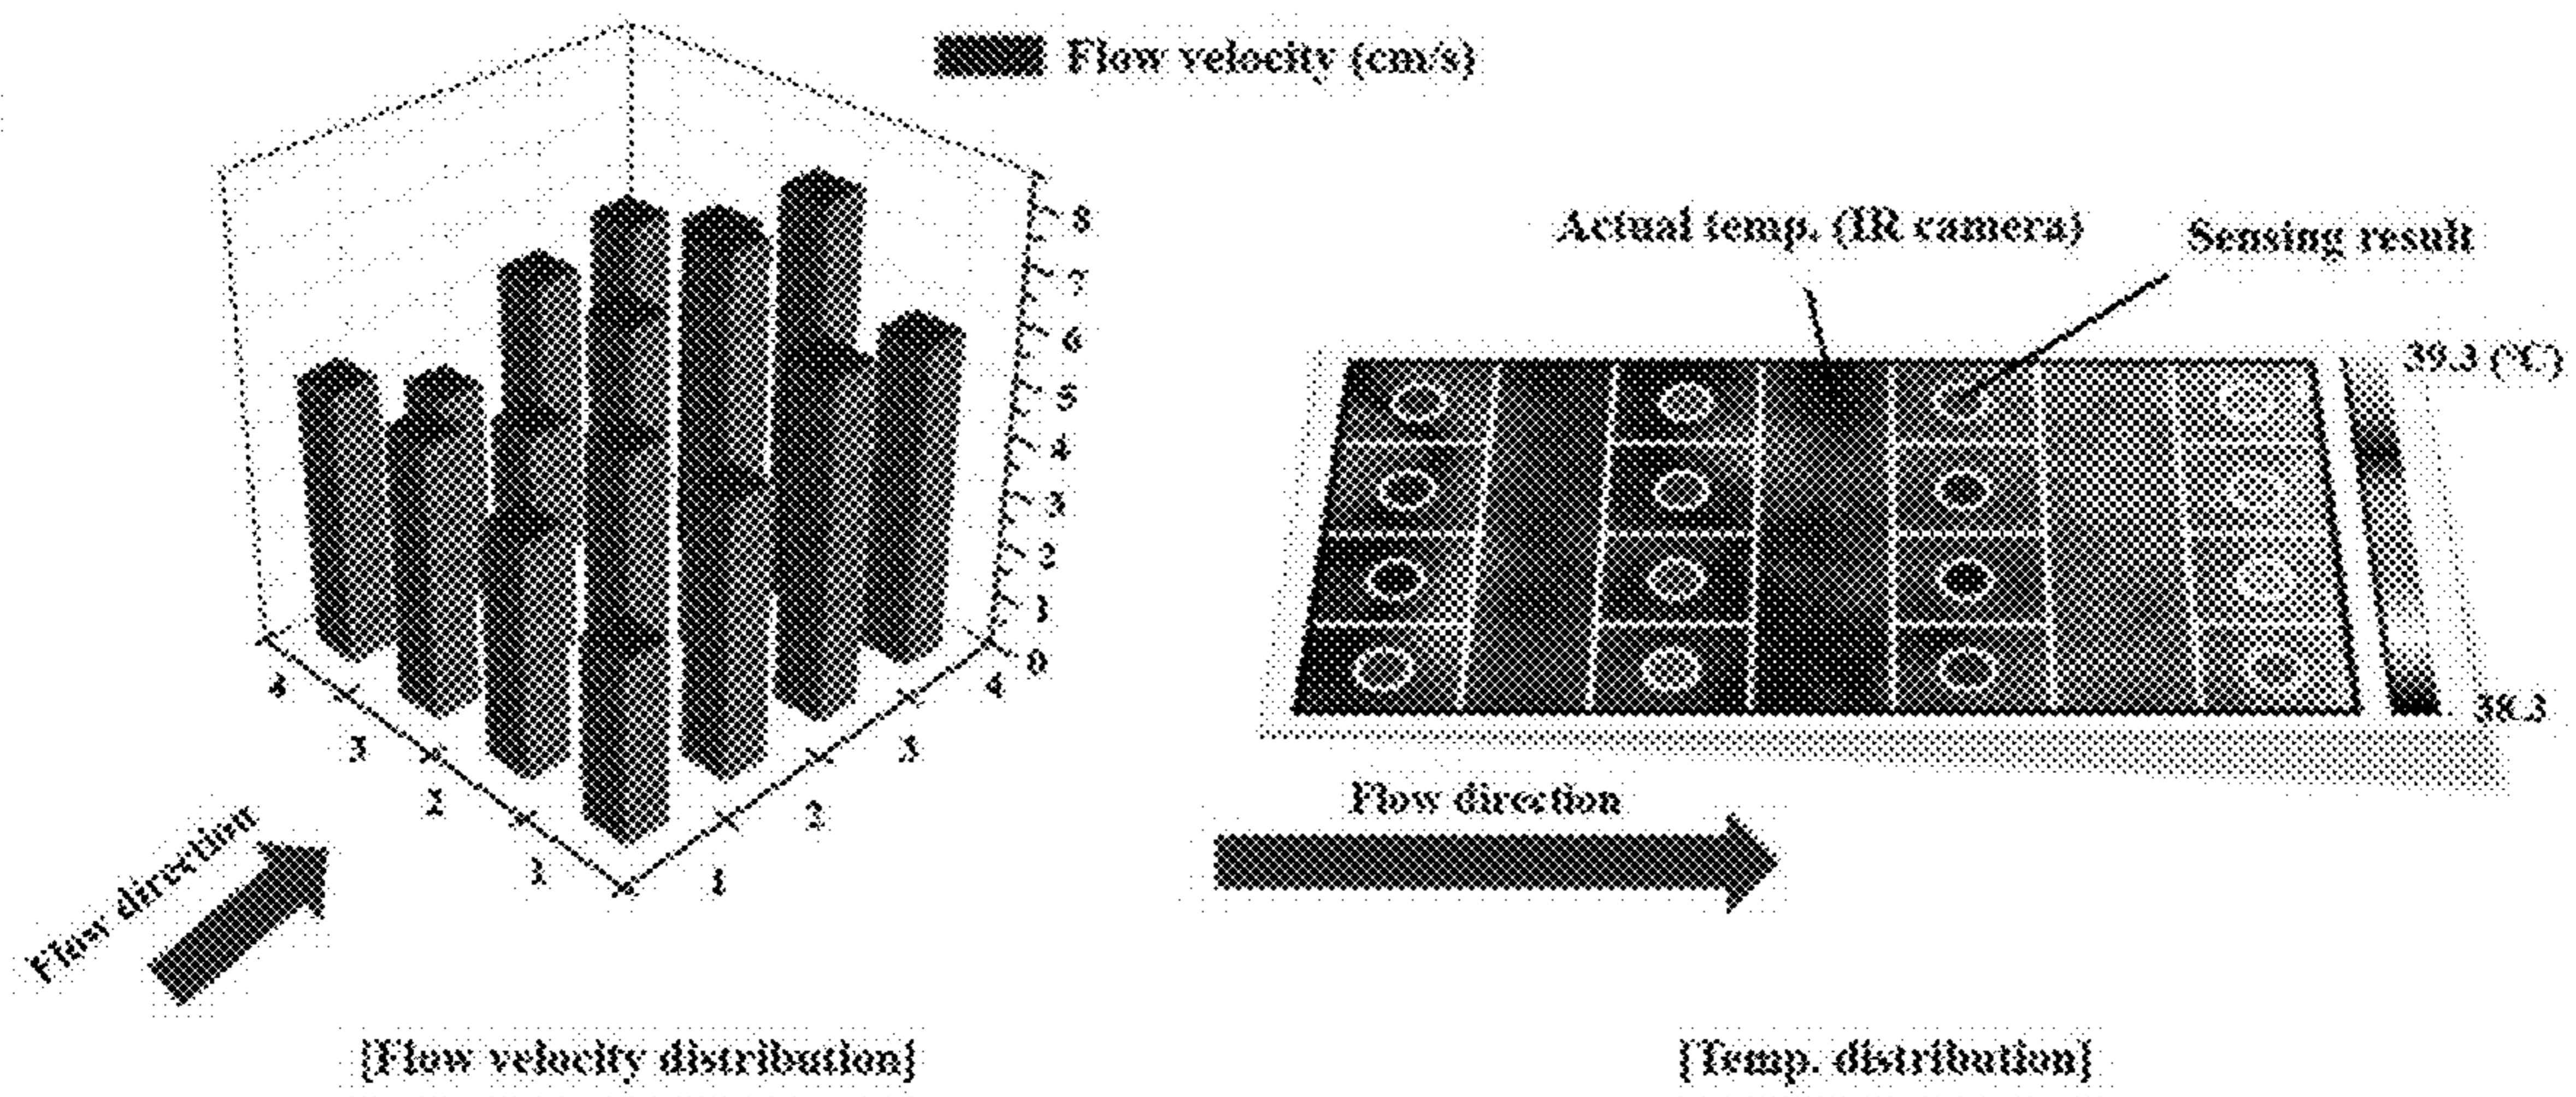 Flow velocity (cm/s)
8
7
6
5
4
3
2
1
0
4
3
2
1
1
2
3
4
Flow direction
[Flow velocity distribution]
Actual temp. (IR camera)
Sensing result
39.3 (°C)
38.3
Flow direction
[Temp. distribution]